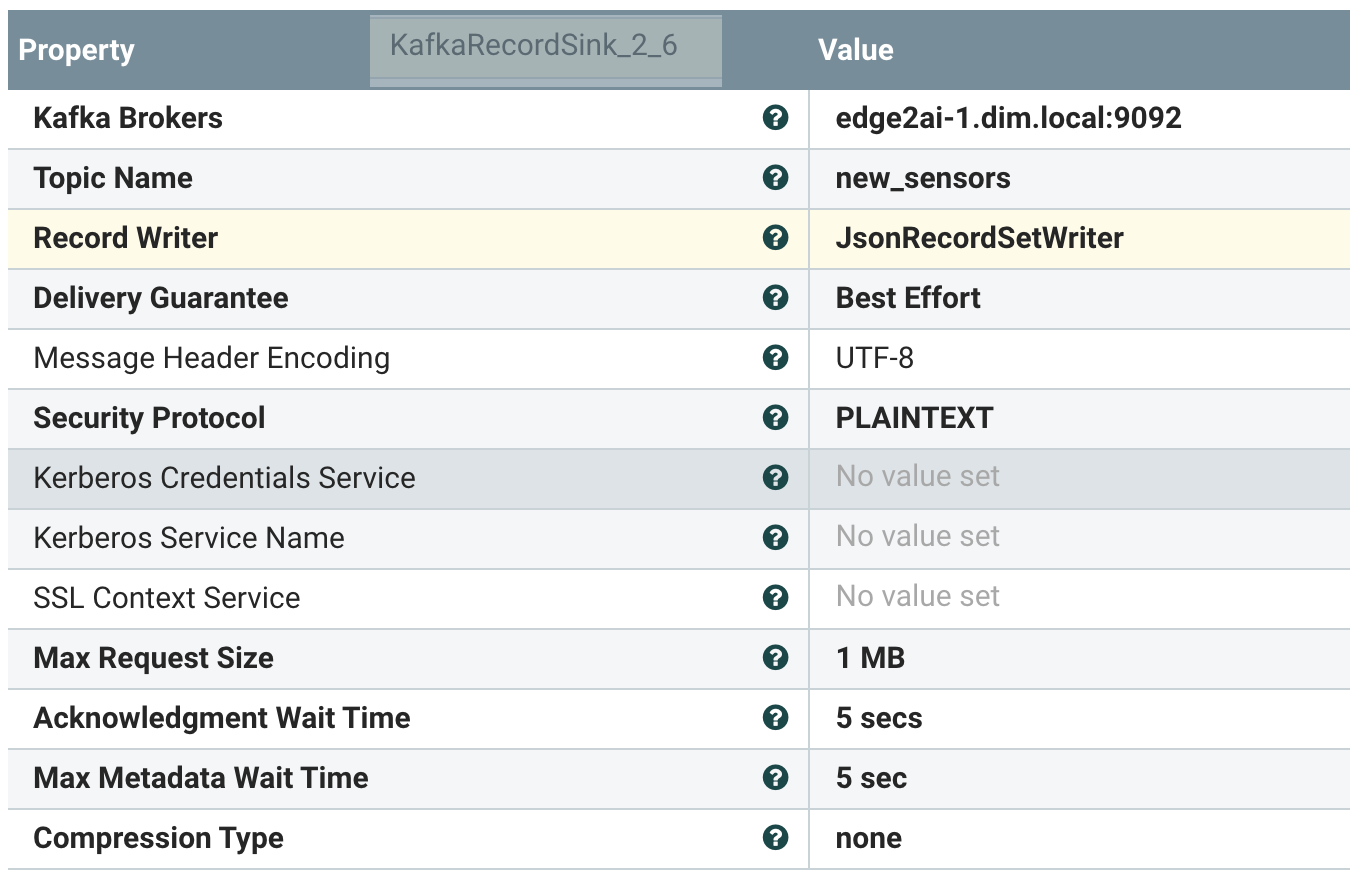 Property KafkaRecordSink_2_6 Value
Kafka Brokers ? edge2ai-1.dim.local:9092
Topic Name ? new_sensors
Record Writer ? JsonRecordSetWriter
Delivery Guarantee ? Best Effort
Message Header Encoding ? UTF-8
Security Protocol ? PLAINTEXT
Kerberos Credentials Service ? No value set
Kerberos Service Name ? No value set
SSL Context Service ? No value set
Max Request Size ? 1 MB
Acknowledgment Wait Time ? 5 secs
Max Metadata Wait Time ? 5 sec
Compression Type ? none